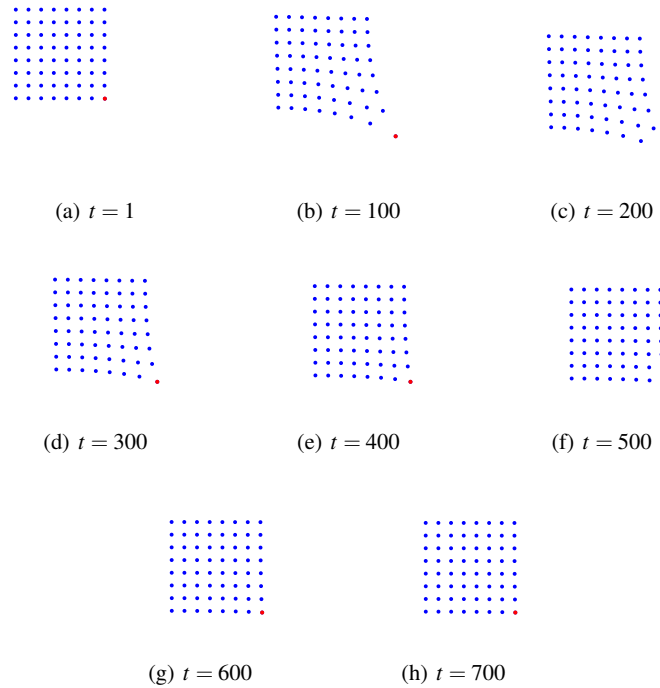 (a) t = 1
(b) t = 100
(c) t = 200
(d) t = 300
(e) t = 400
(f) t = 500
(g) t = 600
(h) t = 700